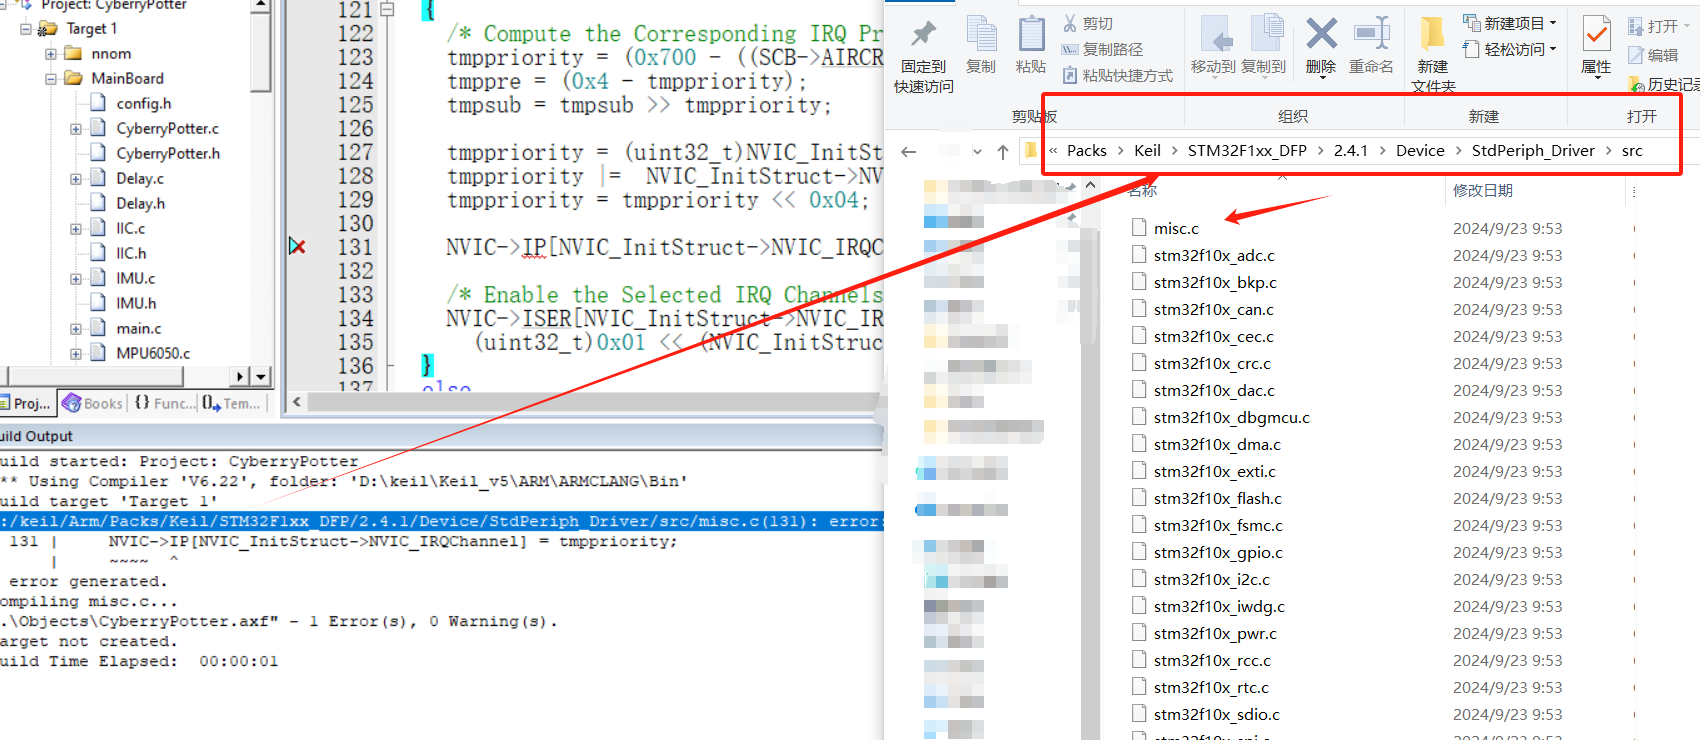 Project: CyberryPotter
Target 1
nnom
MainBoard
config.h
CyberryPotter.c
CyberryPotter.h
Delay.c
Delay.h
IIC.c
IIC.h
IMU.c
IMU.h
main.c
MPU6050.c
Proj...
Books
{} Func...
Tem...
121 {
122 /* Compute the Corresponding IRQ Pr
123 tmppriority = (0x700 - ((SCB->AIRCR
124 tmppre = (0x4 - tmppriority);
125 tmpsub = tmpsub >> tmppriority;
126
127 tmppriority = (uint32_t)NVIC_InitSt
128 tmppriority |=  NVIC_InitStruct->NV
129 tmppriority = tmppriority << 0x04;
130
131 NVIC->IP[NVIC_InitStruct->NVIC_IRQC
132
133 /* Enable the Selected IRQ Channels
134 NVIC->ISER[NVIC_InitStruct->NVIC_IR
135 (uint32_t)0x01 << (NVIC_InitStruc
136 }
137 else
uild Output
uild started: Project: CyberryPotter
** Using Compiler 'V6.22', folder: 'D:\keil\Keil_v5\ARM\ARMCLANG\Bin'
uild target 'Target 1'
:/keil/Arm/Packs/Keil/STM32F1xx_DFP/2.4.1/Device/StdPeriph_Driver/src/misc.c(131): error:
131 |     NVIC->IP[NVIC_InitStruct->NVIC_IRQChannel] = tmppriority;
|     ~~~~  ^
error generated.
ompiling misc.c...
.\Objects\CyberryPotter.axf" - 1 Error(s), 0 Warning(s).
arget not created.
uild Time Elapsed:  00:00:01
固定到
快速访问
复制
粘贴
剪切
复制路径
粘贴快捷方式
剪贴板
移动到
复制到
删除
重命名
组织
新建
文件夹
新建项目
轻松访问
新建
属性
打开
编辑
历史记录
打开
« Packs > Keil > STM32F1xx_DFP > 2.4.1 > Device > StdPeriph_Driver > src
名称 修改日期
misc.c 2024/9/23 9:53
stm32f10x_adc.c 2024/9/23 9:53
stm32f10x_bkp.c 2024/9/23 9:53
stm32f10x_can.c 2024/9/23 9:53
stm32f10x_cec.c 2024/9/23 9:53
stm32f10x_crc.c 2024/9/23 9:53
stm32f10x_dac.c 2024/9/23 9:53
stm32f10x_dbgmcu.c 2024/9/23 9:53
stm32f10x_dma.c 2024/9/23 9:53
stm32f10x_exti.c 2024/9/23 9:53
stm32f10x_flash.c 2024/9/23 9:53
stm32f10x_fsmc.c 2024/9/23 9:53
stm32f10x_gpio.c 2024/9/23 9:53
stm32f10x_i2c.c 2024/9/23 9:53
stm32f10x_iwdg.c 2024/9/23 9:53
stm32f10x_pwr.c 2024/9/23 9:53
stm32f10x_rcc.c 2024/9/23 9:53
stm32f10x_rtc.c 2024/9/23 9:53
stm32f10x_sdio.c 2024/9/23 9:53